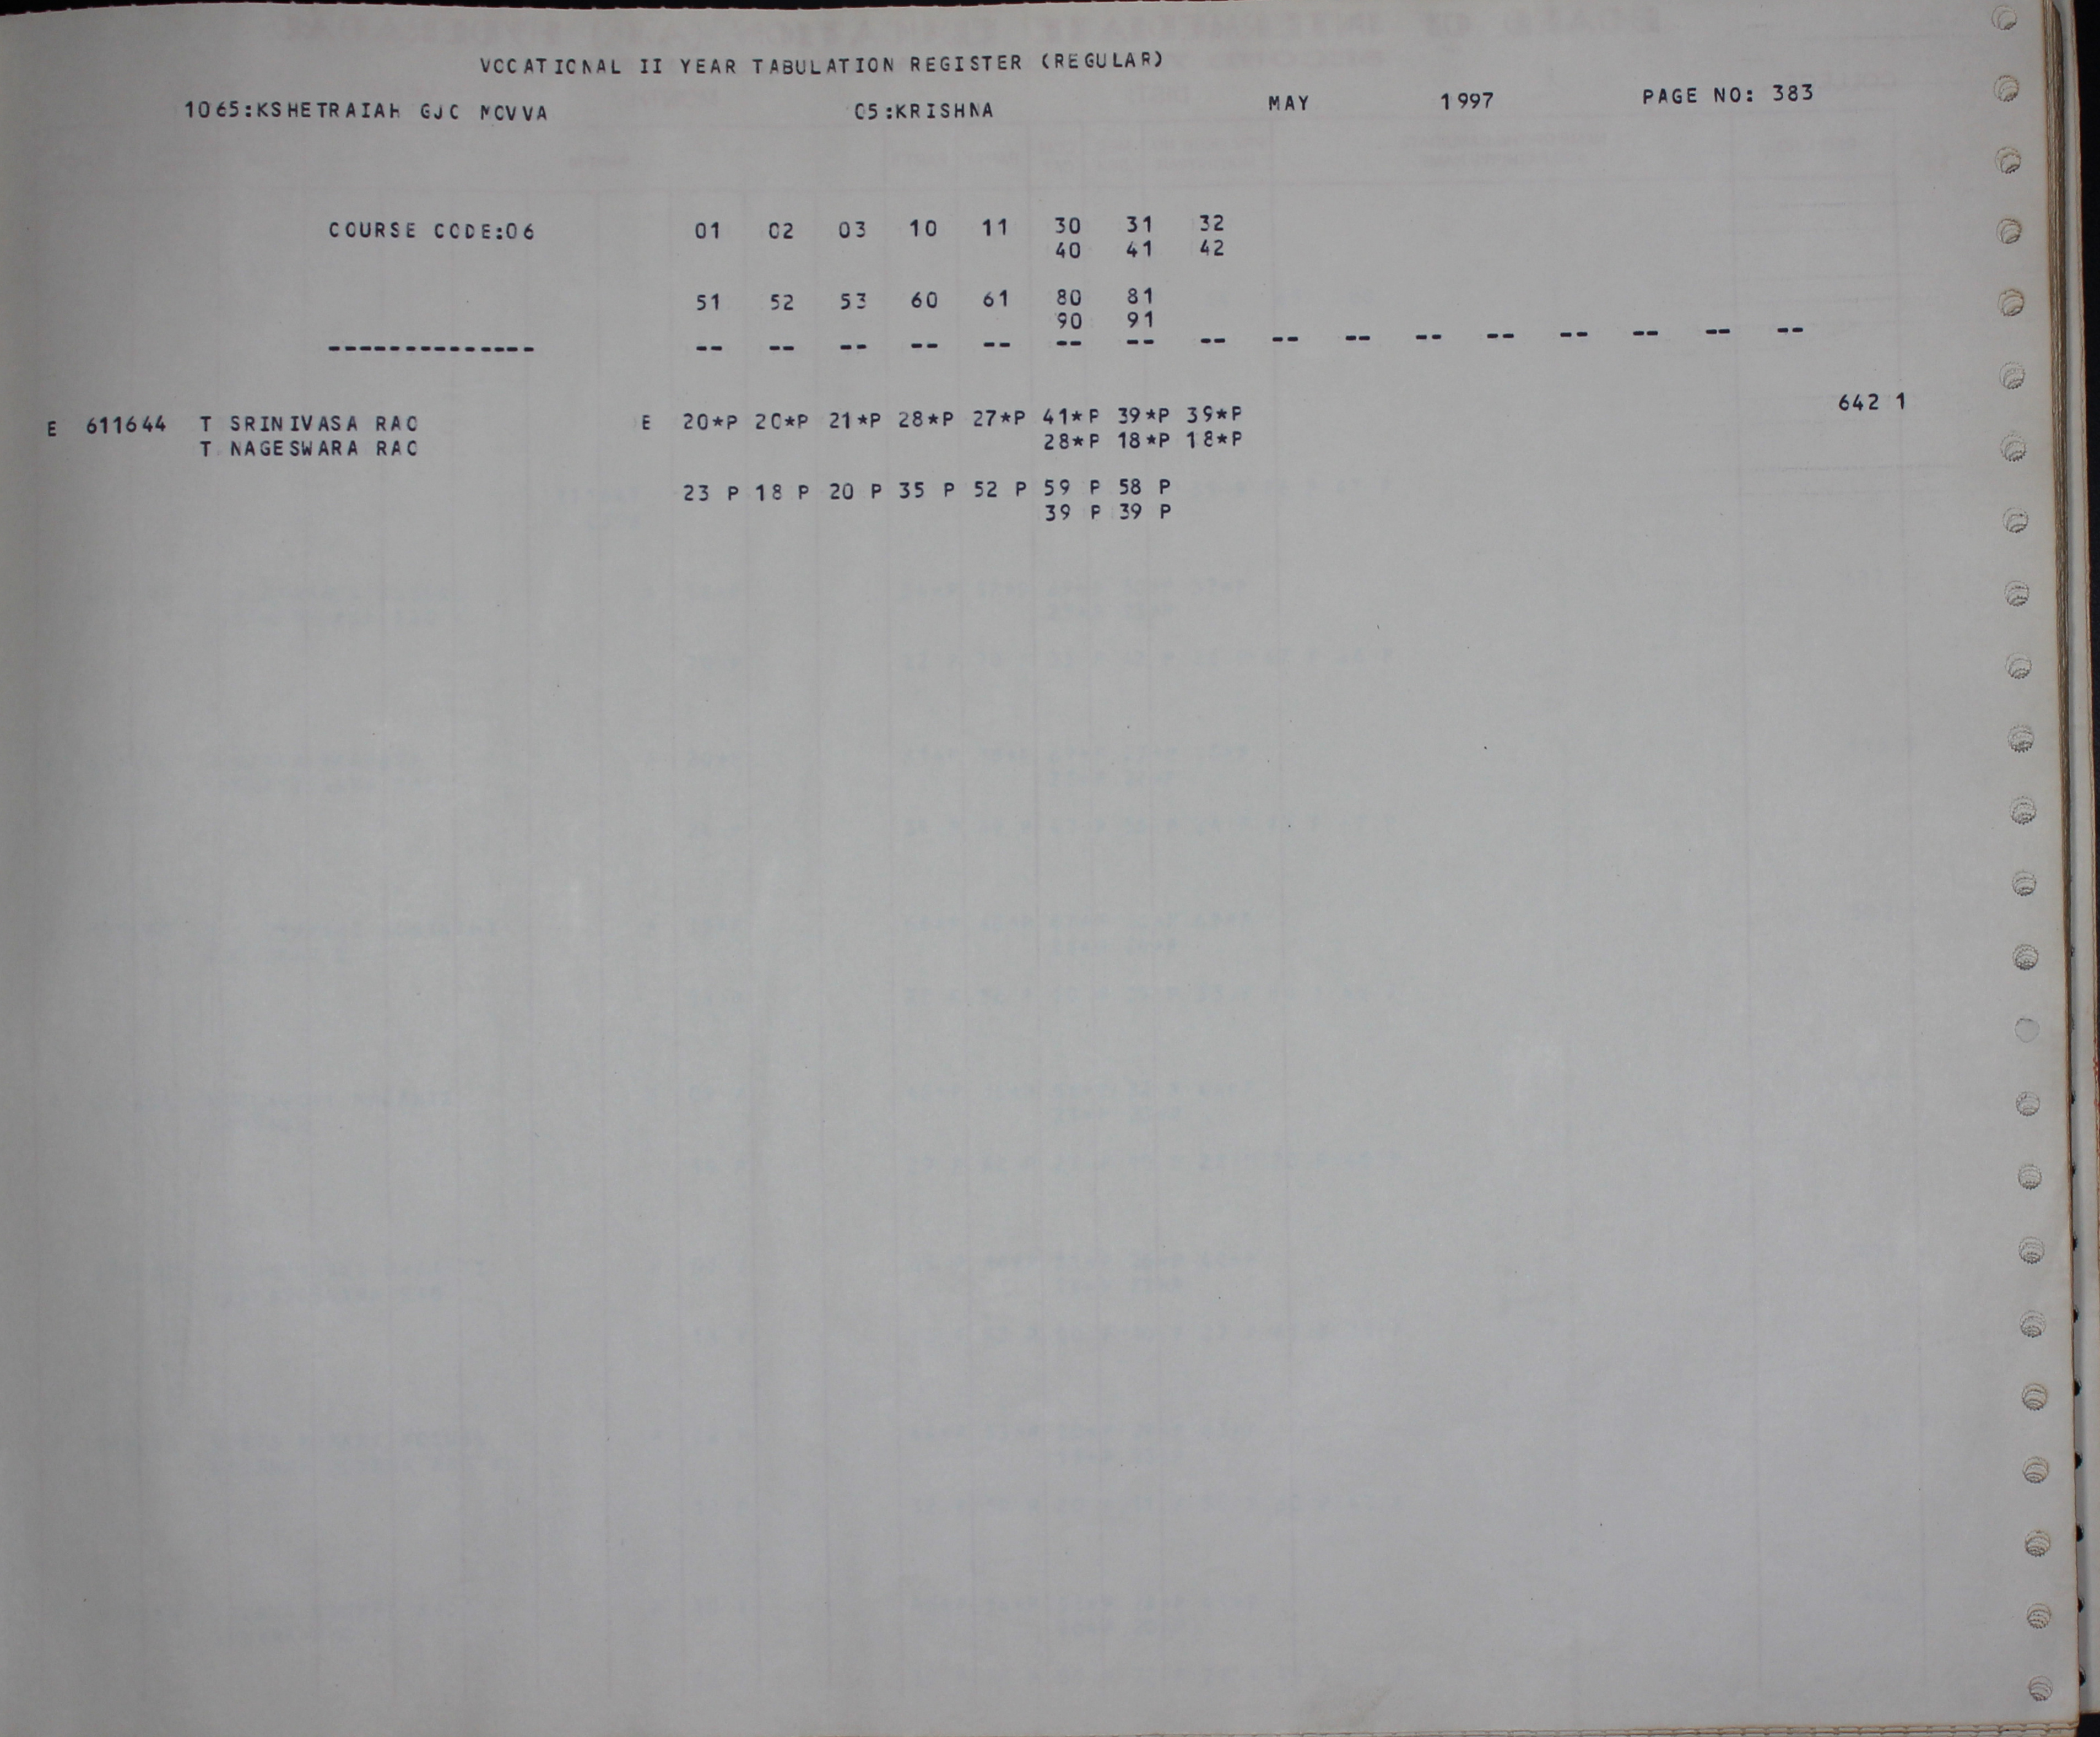 VOCATIONAL II YEAR TABULATION REGISTER (REGULAR)
1065:KSHETRAIAH GJC MOVVA 05:KRISHNA MAY 1997 PAGE NO: 383
COURSE CODE:06 01 02 03 10 11 30 31 32
40 41 42
51 52 53 60 61 80 81
90 91
-------------- -- -- -- -- -- -- -- -- -- -- -- -- -- -- -- --
E 611644 T SRINIVASA RAO E 20*P 20*P 21*P 28*P 27*P 41*P 39*P 39*P 642 1
T NAGESWARA RAO 28*P 18*P 18*P
23 P 18 P 20 P 35 P 52 P 59 P 58 P
39 P 39 P